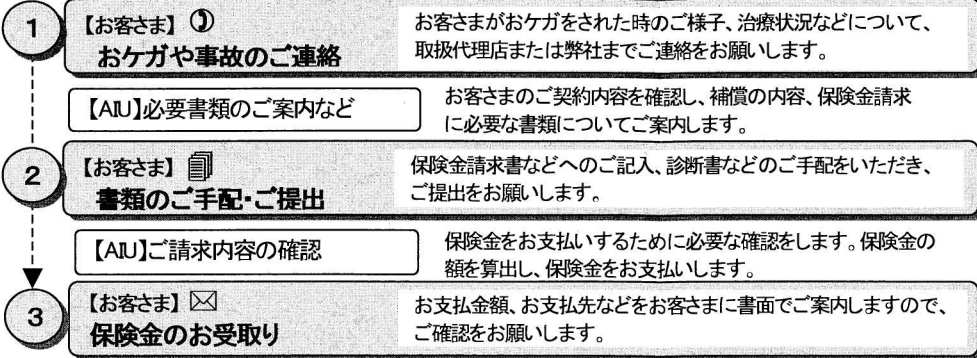 1
【お客さま】
おケガや事故のご連絡
お客さまがおケガをされた時のご様子、治療状況などについて、
取扱代理店または弊社までご連絡をお願いします。
【AIU】必要書類のご案内など
お客さまのご契約内容を確認し、補償の内容、保険金請求
に必要な書類についてご案内します。
2
【お客さま】
書類のご手配・ご提出
保険金請求書などへのご記入、診断書などのご手配をいただき、
ご提出をお願いします。
【AIU】ご請求内容の確認
保険金をお支払いするために必要な確認をします。保険金の
額を算出し、保険金をお支払いします。
3
【お客さま】
保険金のお受取り
お支払金額、お支払先などをお客さまに書面でご案内しますので、
ご確認をお願いします。